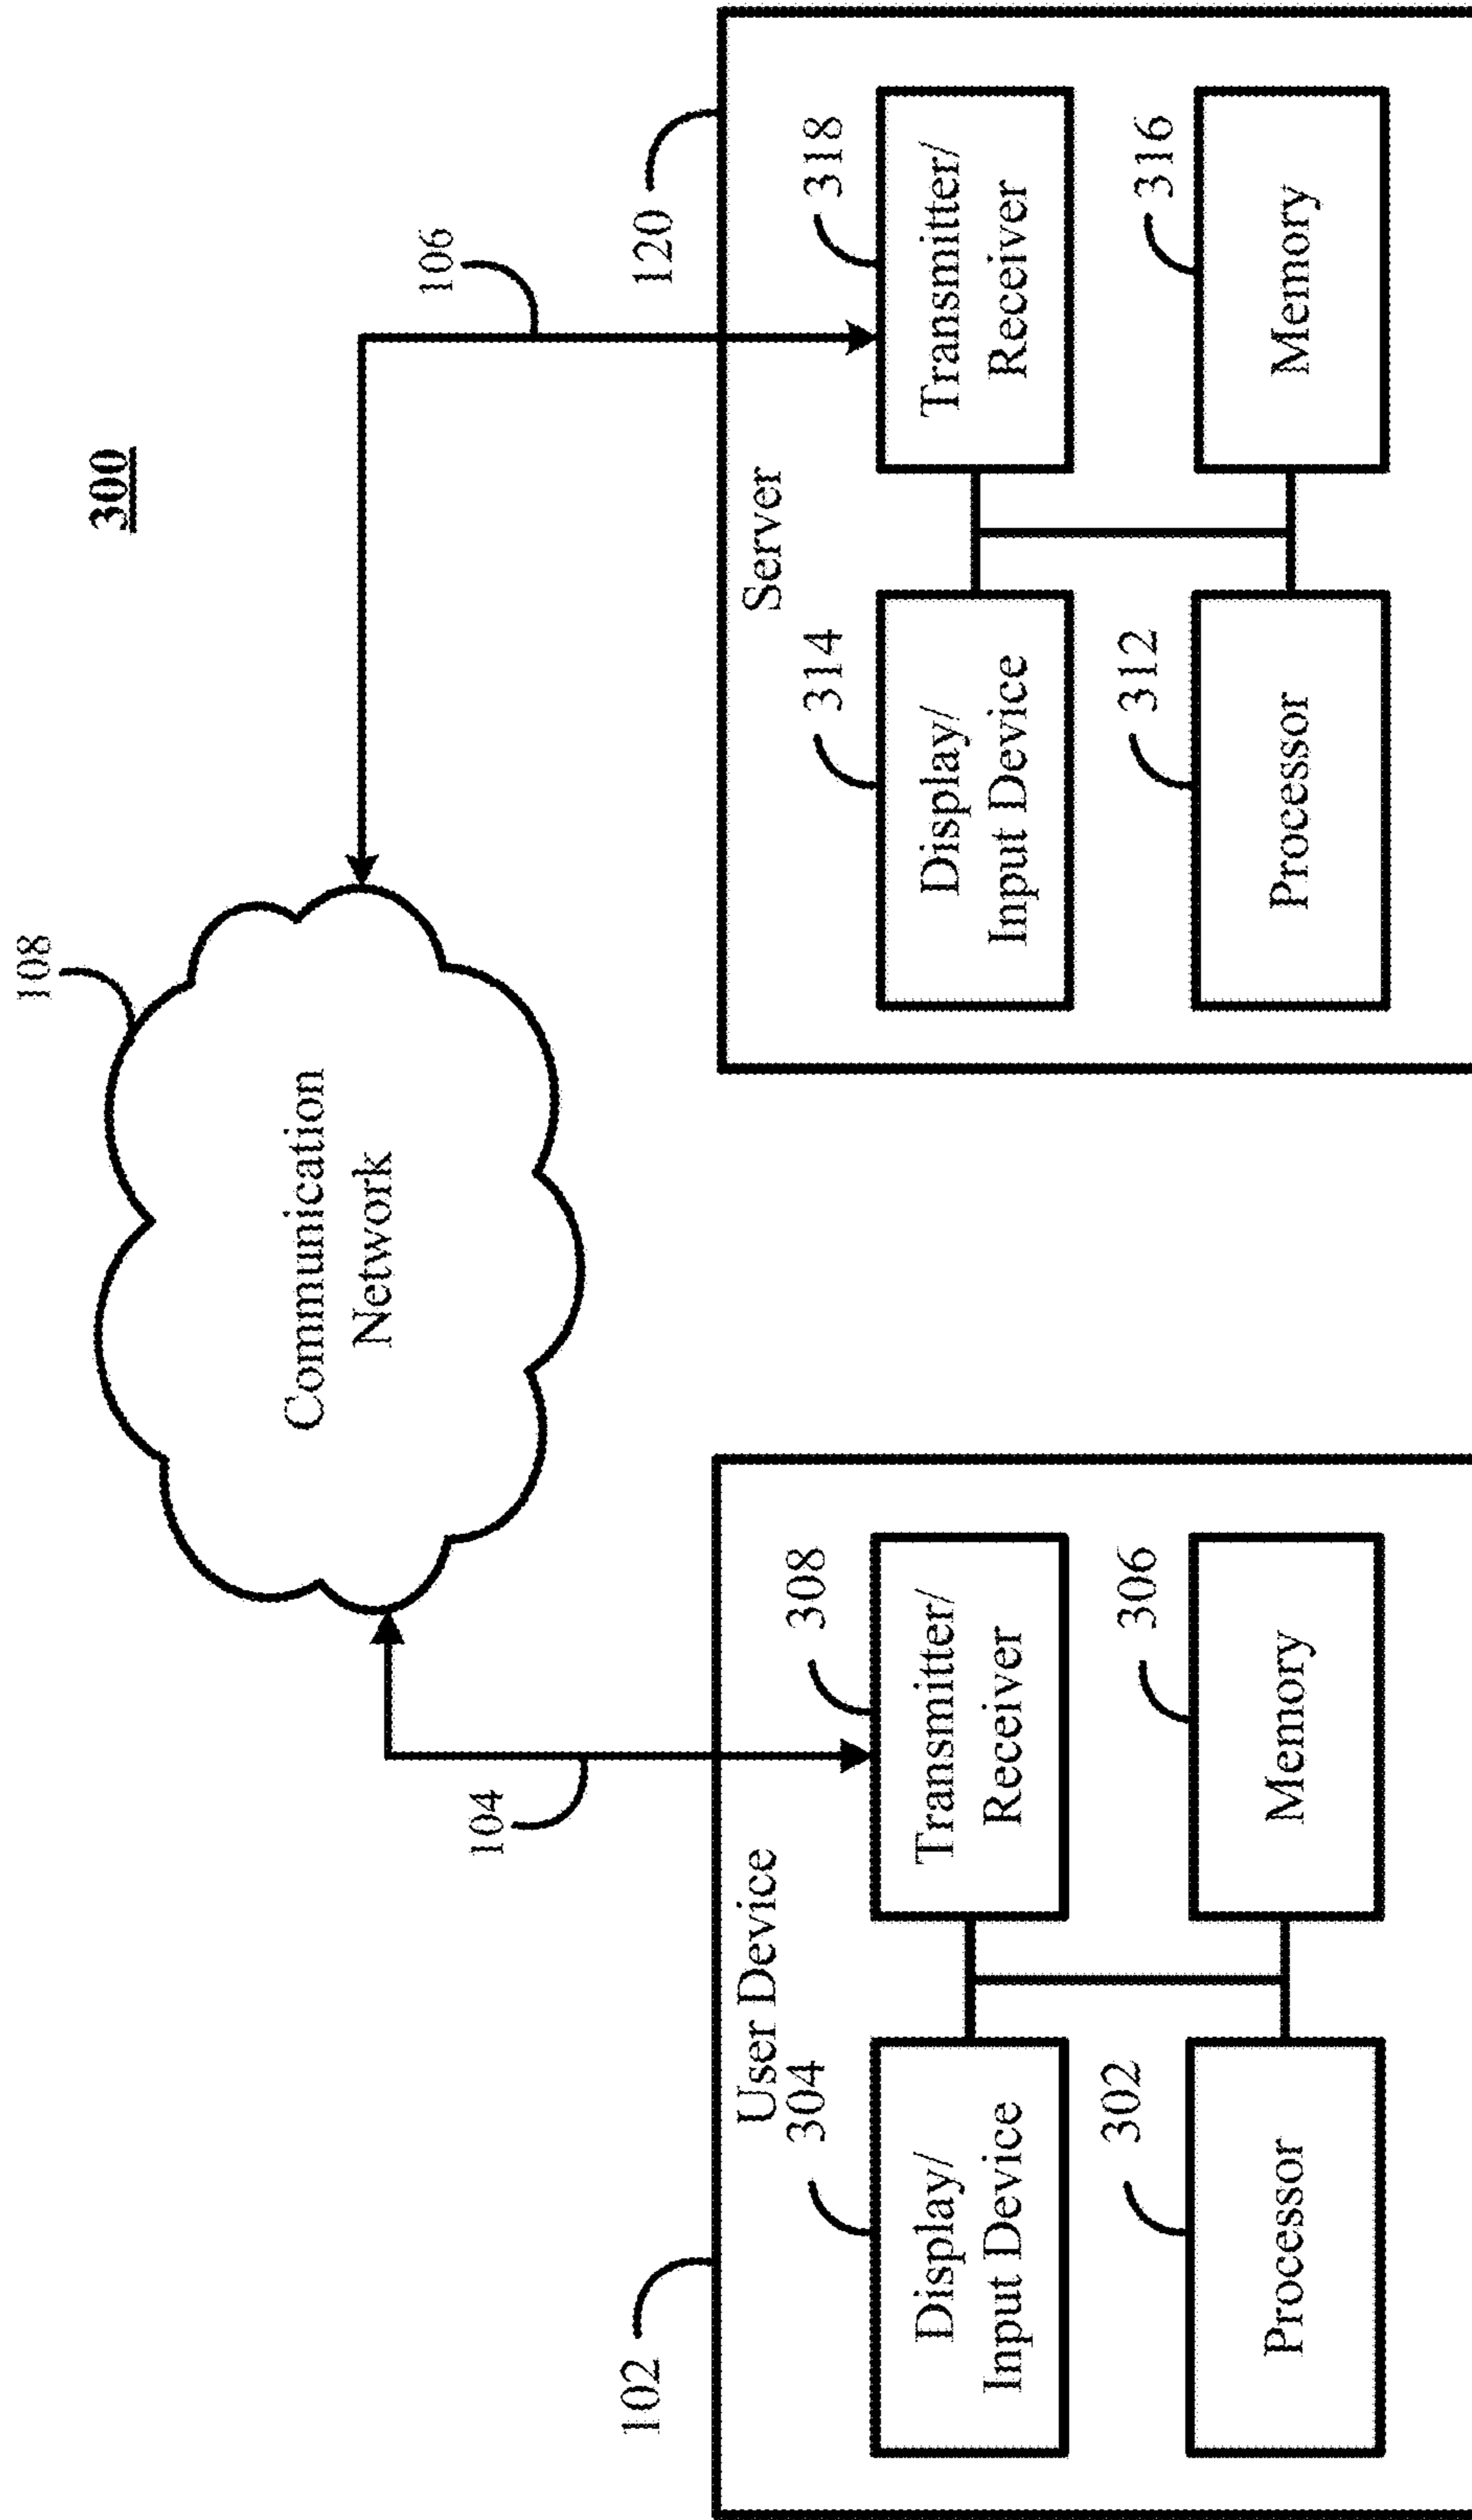 300
108
Communication
Network
106
104
102
User Device
304
Display/
Input Device
308
Transmitter/
Receiver
302
Processor
306
Memory
120
Server
314
Display/
Input Device
318
Transmitter/
Receiver
312
Processor
316
Memory